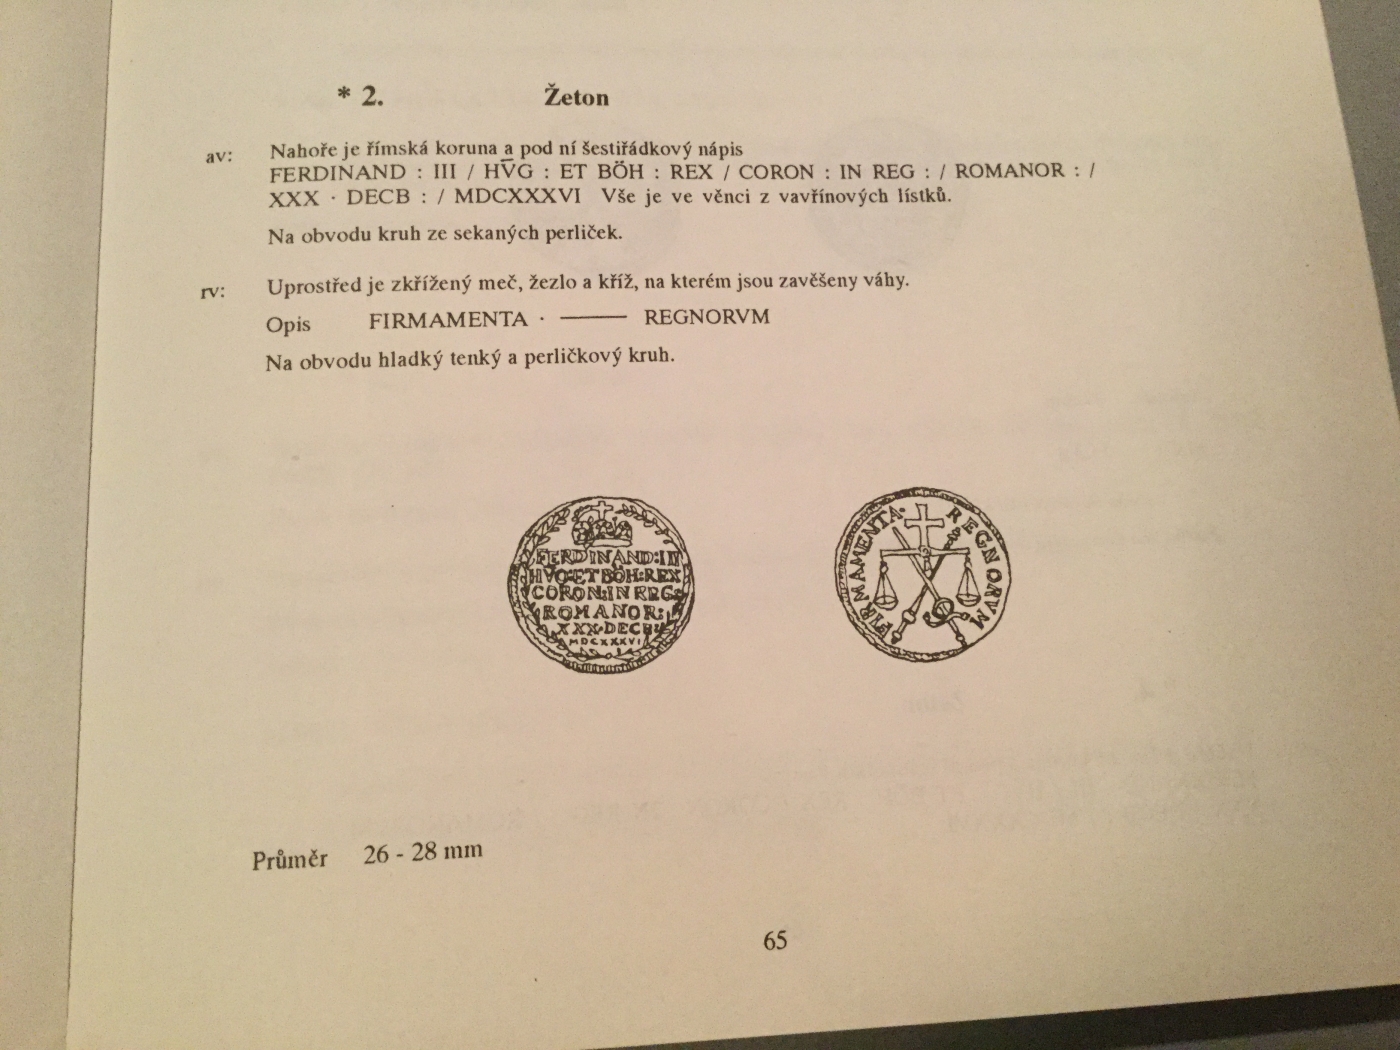 * 2. Žeton
av: Nahoře je římská koruna a pod ní šestiřádkový nápis
FERDINAND : III / HV̄G : ET BÖH : REX / CORON : IN REG : / ROMANOR : /
XXX · DECB : / MDCXXXVI Vše je ve věnci z vavřínových lístků.
Na obvodu kruh ze sekaných perliček.
rv: Uprostřed je zkřížený meč, žezlo a kříž, na kterém jsou zavěšeny váhy.
Opis FIRMAMENTA · —— REGNORVM
Na obvodu hladký tenký a perličkový kruh.
FERDINAND:III
HV̄G:ET BÖH:REX
CORON:IN REG:
ROMANOR:
XXX·DECB:
MDCXXXVI
FIRMAMENTA· REGNORVM
Průměr 26 - 28 mm
65